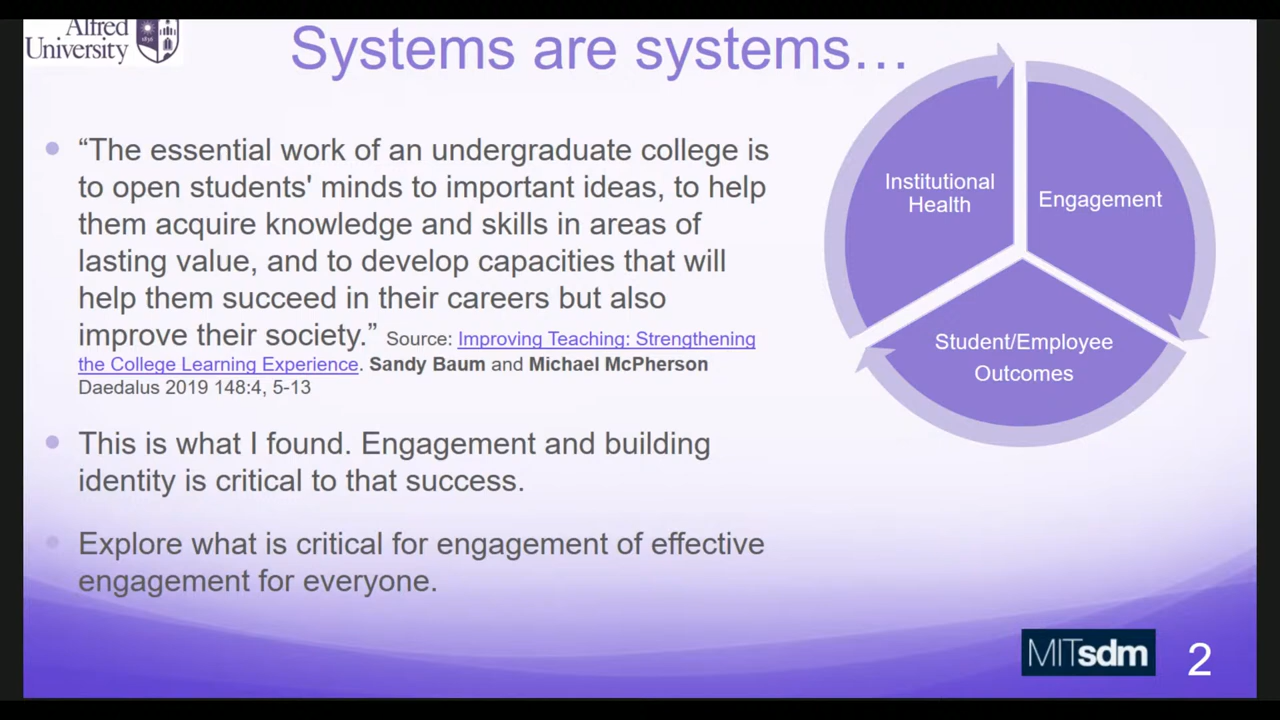 Alfred
University
Systems are systems…
“The essential work of an undergraduate college is
to open students' minds to important ideas, to help
them acquire knowledge and skills in areas of
lasting value, and to develop capacities that will
help them succeed in their careers but also
improve their society.” Source: Improving Teaching: Strengthening
the College Learning Experience. Sandy Baum and Michael McPherson
Daedalus 2019 148:4, 5-13
This is what I found. Engagement and building
identity is critical to that success.
Explore what is critical for engagement of effective
engagement for everyone.
Institutional
Health
Engagement
Student/Employee
Outcomes
MITsdm
2